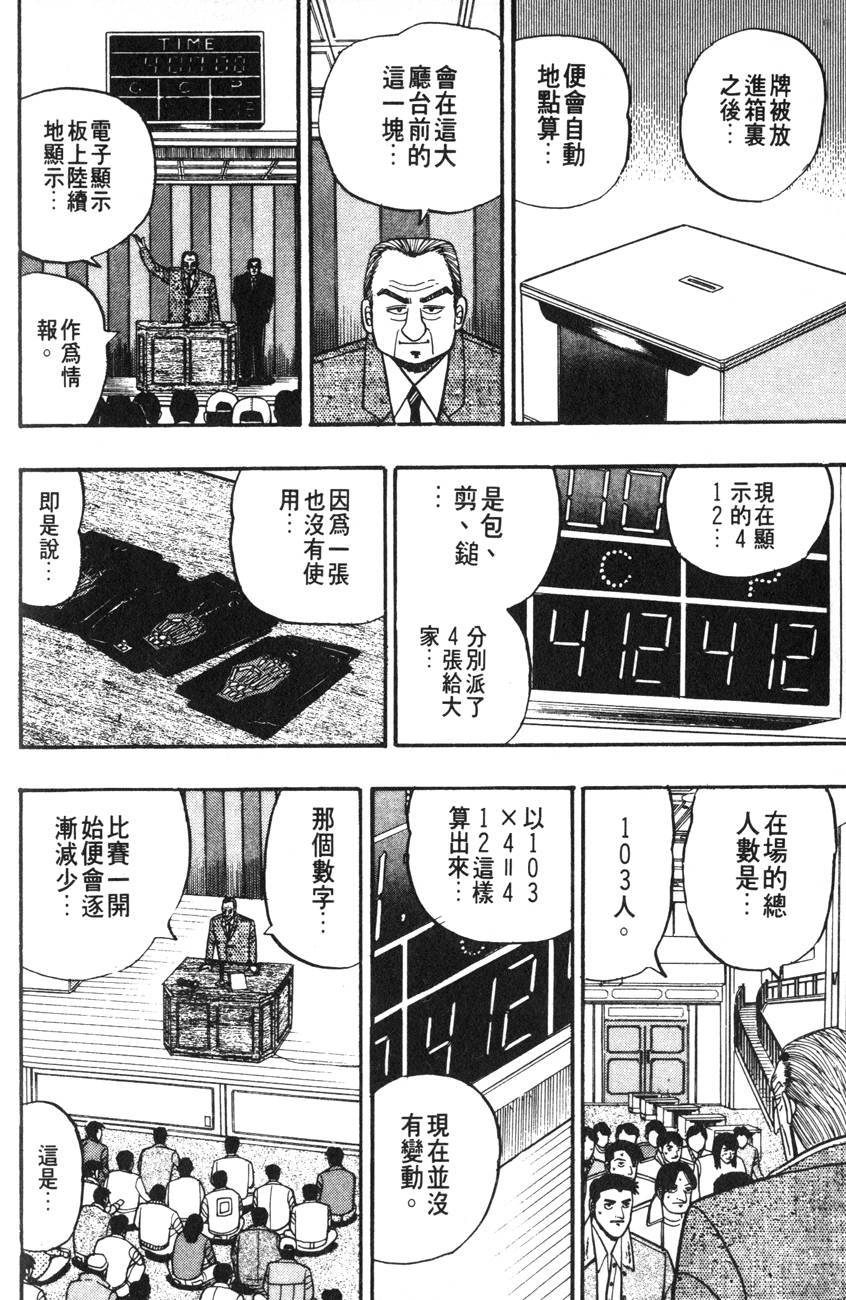 牌被放
進箱裏
之後…
便會自動
地點算…
會在這大
廳台前的
這一塊…
TIME
G C P
電子顯示
板上陸續
地顯示…
作爲情
報。
現在顯
示的4
12…
C P
412 412
是包、
剪、鎚
…
分別派了
4張給大
家…
因爲一張
也沒有使
用…
即是說…
在場的總
人數是…
103人。
以103
×4=4
12這樣
算出來…
現在並沒
有變動。
那個數字…
比賽一開
始便會逐
漸減少…
這是…